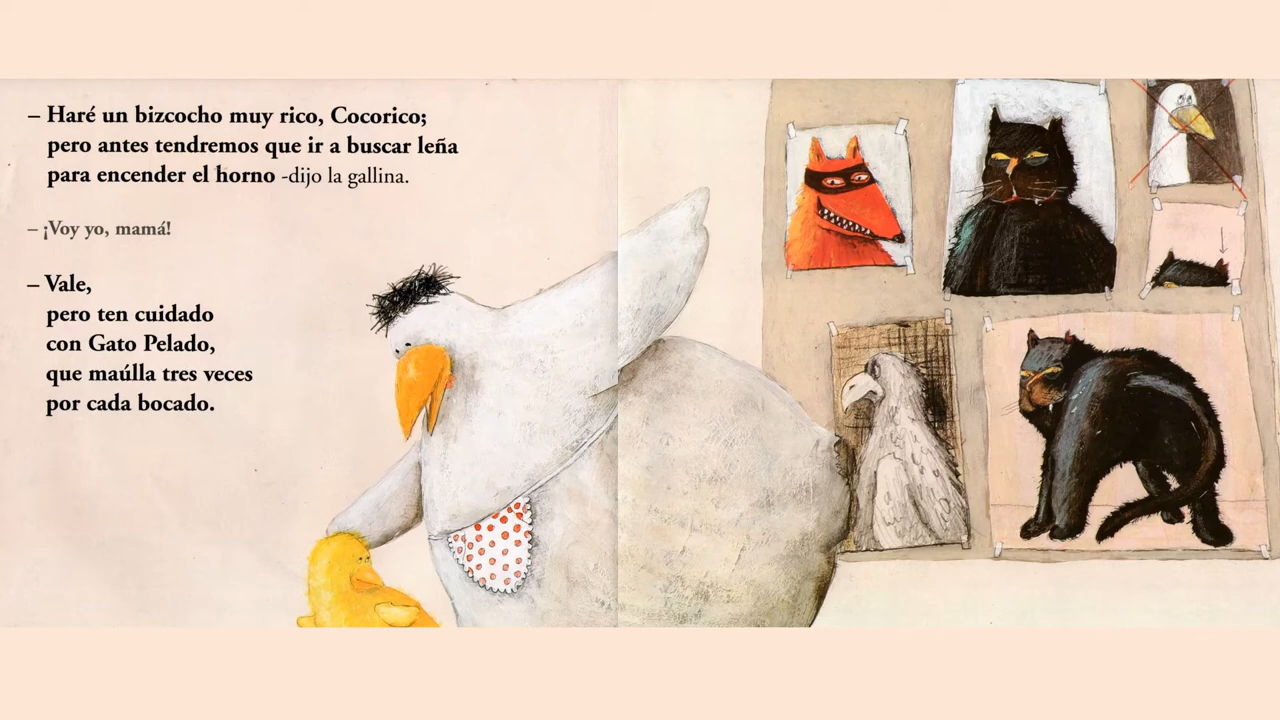 – Haré un bizcocho muy rico, Cocorico;
pero antes tendremos que ir a buscar leña
para encender el horno -dijo la gallina.
– ¡Voy yo, mamá!
– Vale,
pero ten cuidado
con Gato Pelado,
que maúlla tres veces
por cada bocado.